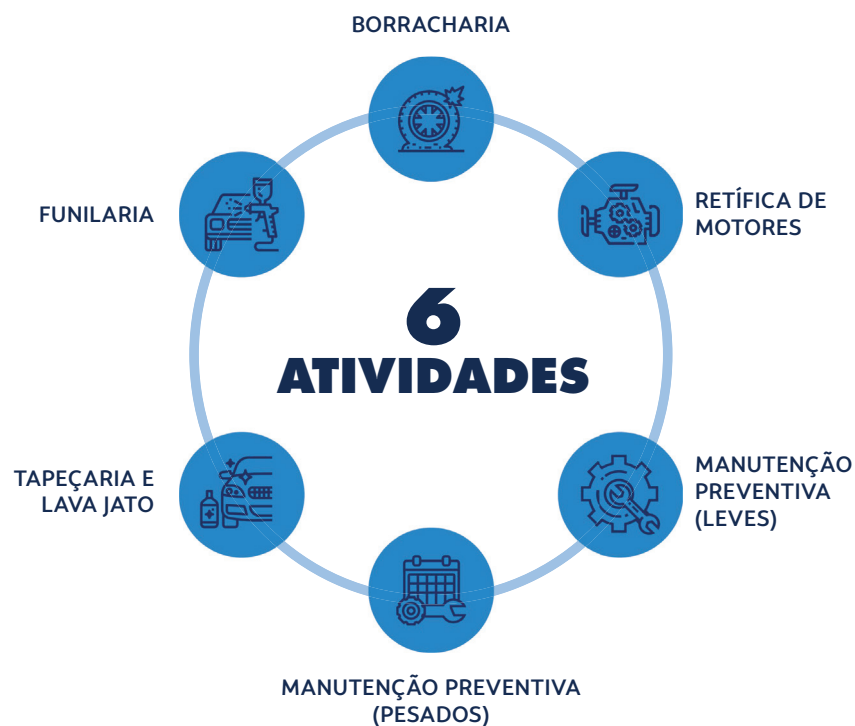 BORRACHARIA
FUNILARIA
RETÍFICA DE
MOTORES
6
ATIVIDADES
TAPEÇARIA E
LAVA JATO
MANUTENÇÃO
PREVENTIVA
(LEVES)
MANUTENÇÃO PREVENTIVA
(PESADOS)